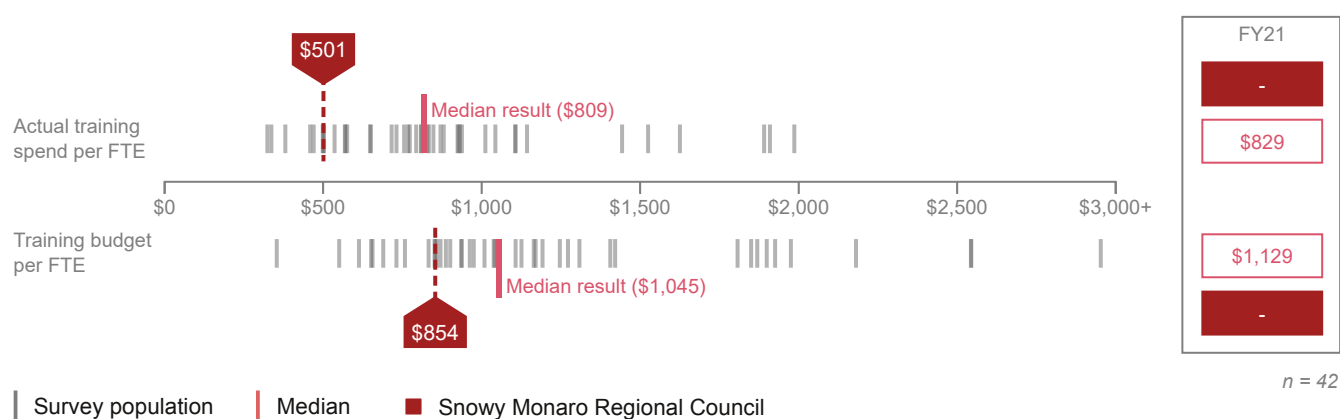 FY21
$501
-
Median result ($809)
Actual training
spend per FTE
$829
$0
$500
$1,000
$1,500
$2,000
$2,500
$3,000+
Training budget
per FTE
$1,129
Median result ($1,045)
$854
-
n = 42
Survey population
Median
Snowy Monaro Regional Council